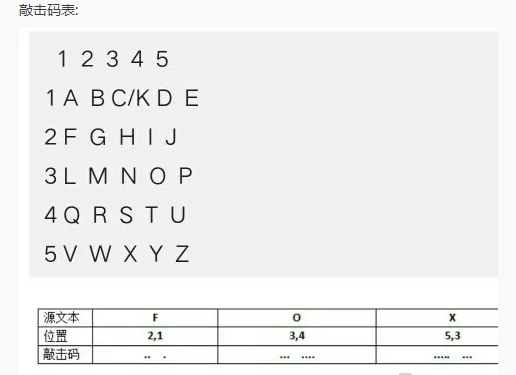 敲击码表:
1 2 3 4 5
1 A B C/K D E
2 F G H I J
3 L M N O P
4 Q R S T U
5 V W X Y Z
源文本 F O X
位置 2,1 3,4 5,3
敲击码 .. . ... .... ..... ...